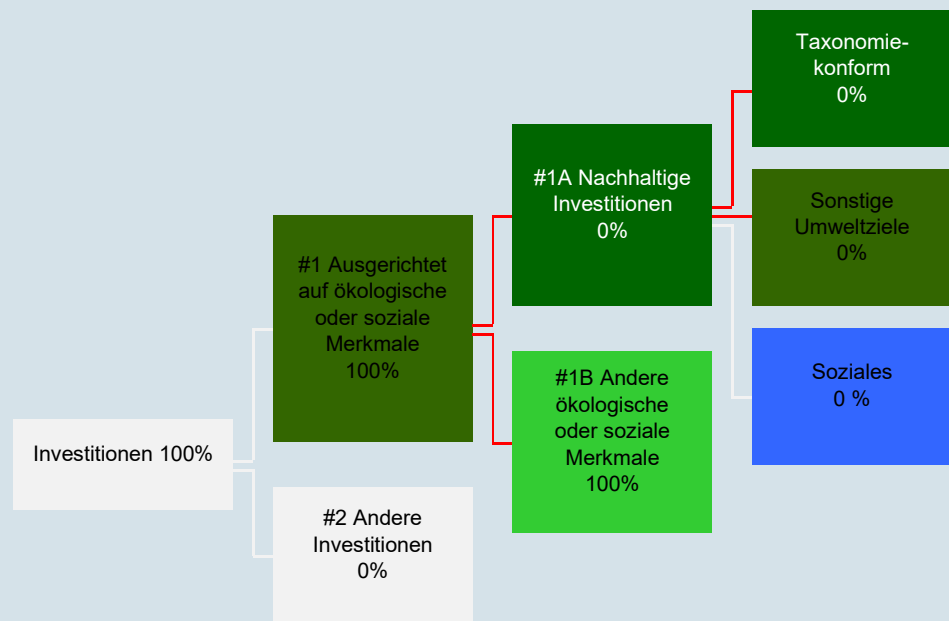 Investitionen 100%
#1 Ausgerichtet
auf ökologische
oder soziale
Merkmale
100%
#2 Andere
Investitionen
0%
#1A Nachhaltige
Investitionen
0%
#1B Andere
ökologische
oder soziale
Merkmale
100%
Taxonomie-
konform
0%
Sonstige
Umweltziele
0%
Soziales
0 %